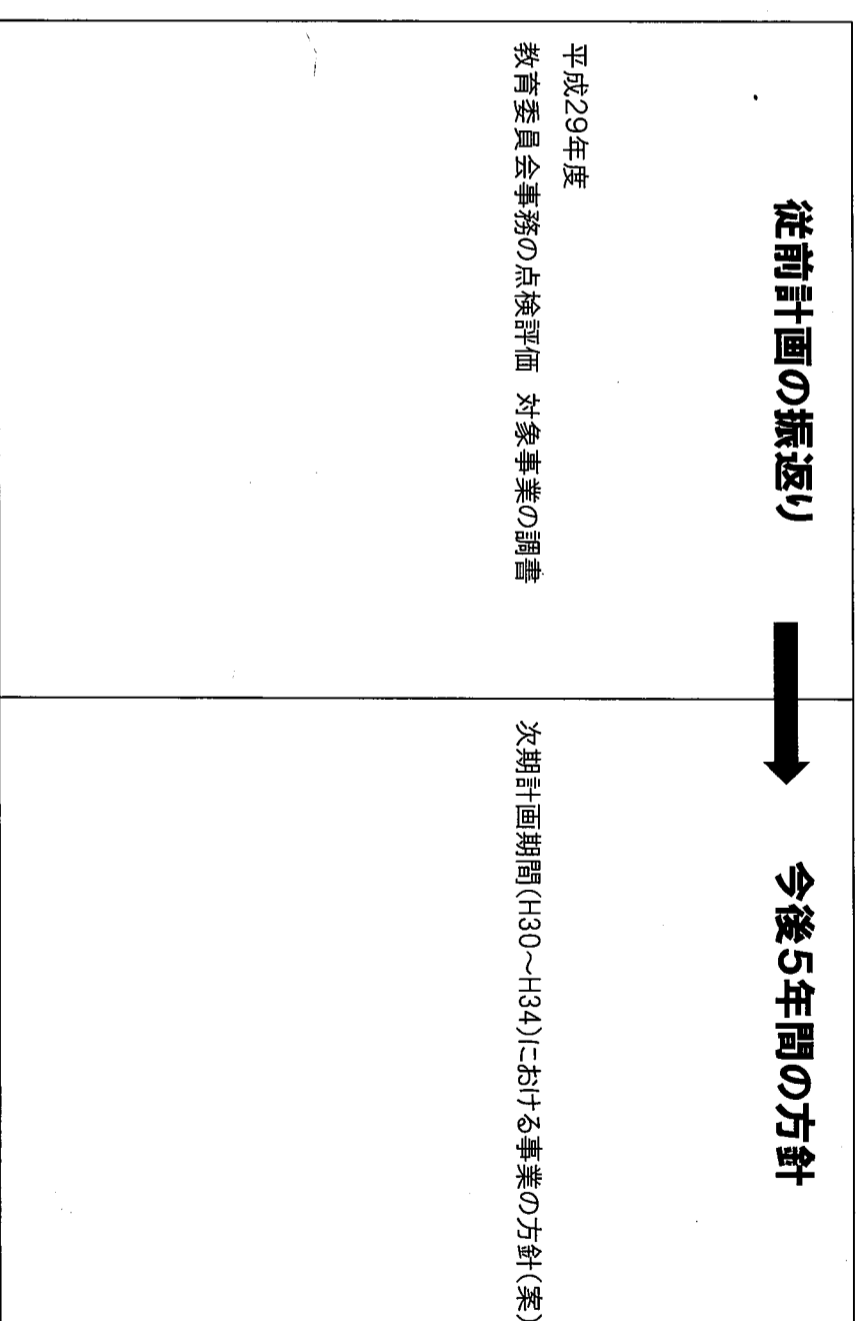 従前計画の振返り
今後5年間の方針
平成29年度
教育委員会事務の点検評価 対象事業の調書
次期計画期間(H30～H34)における事業の方針(案)